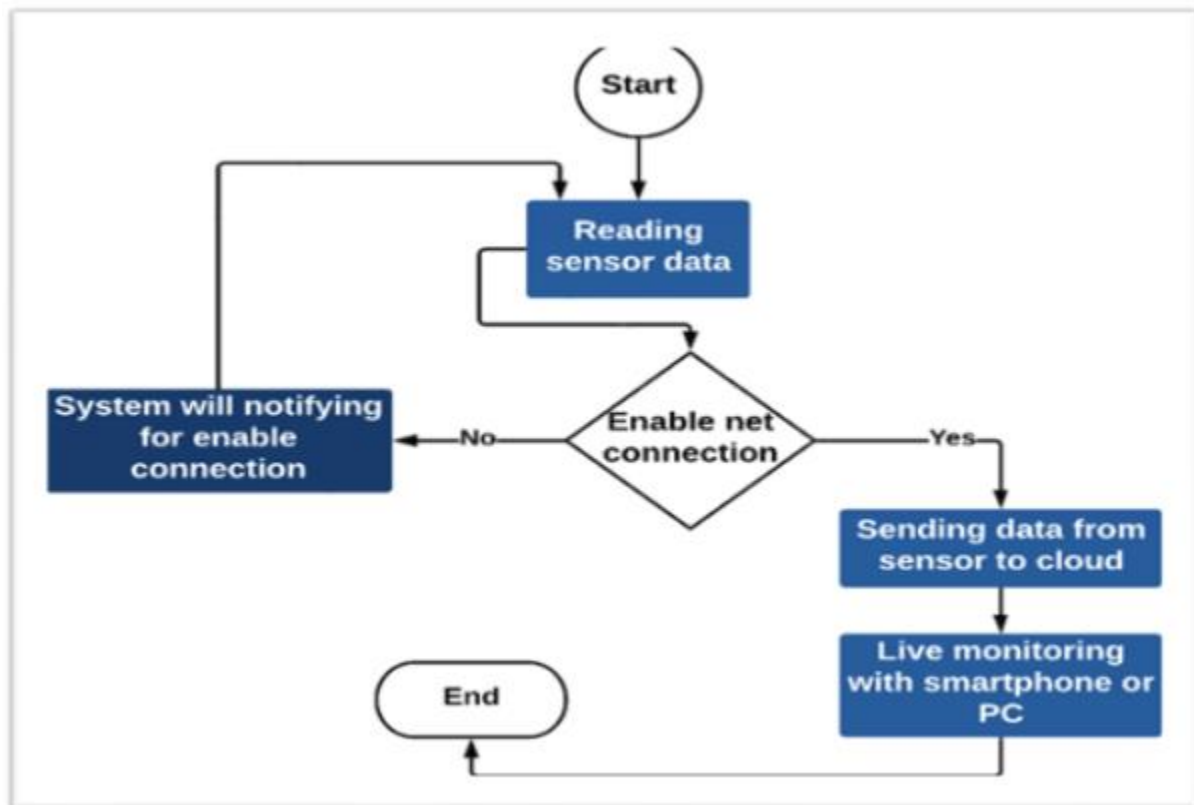 Start
Reading
sensor data
Enable net
connection
No
Yes
System will notifying
for enable
connection
Sending data from
sensor to cloud
Live monitoring
with smartphone or
PC
End